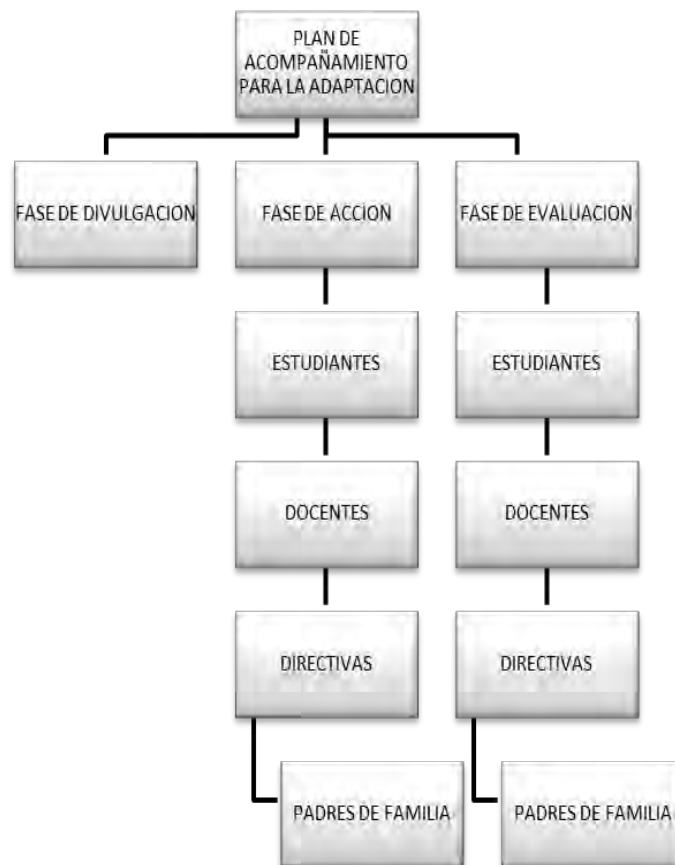 PLAN DE
ACOMPAÑAMIENTO
PARA LA ADAPTACION
FASE DE DIVULGACION
FASE DE ACCION
FASE DE EVALUACION
ESTUDIANTES
ESTUDIANTES
DOCENTES
DOCENTES
DIRECTIVAS
DIRECTIVAS
PADRES DE FAMILIA
PADRES DE FAMILIA